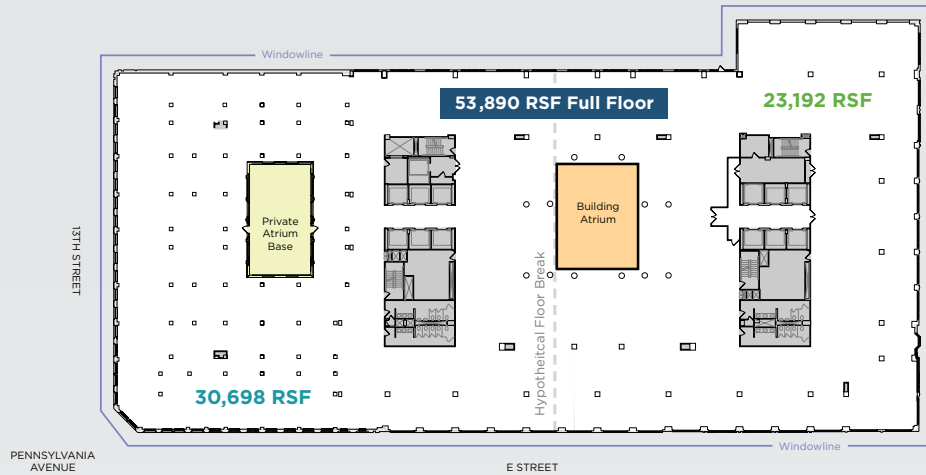 Windowline
53,890 RSF Full Floor
23,192 RSF
Private
Atrium
Base
Building
Atrium
13TH STREET
Hypotheitcal Floor Break
30,698 RSF
Windowline
PENNSYLVANIA
AVENUE
E STREET